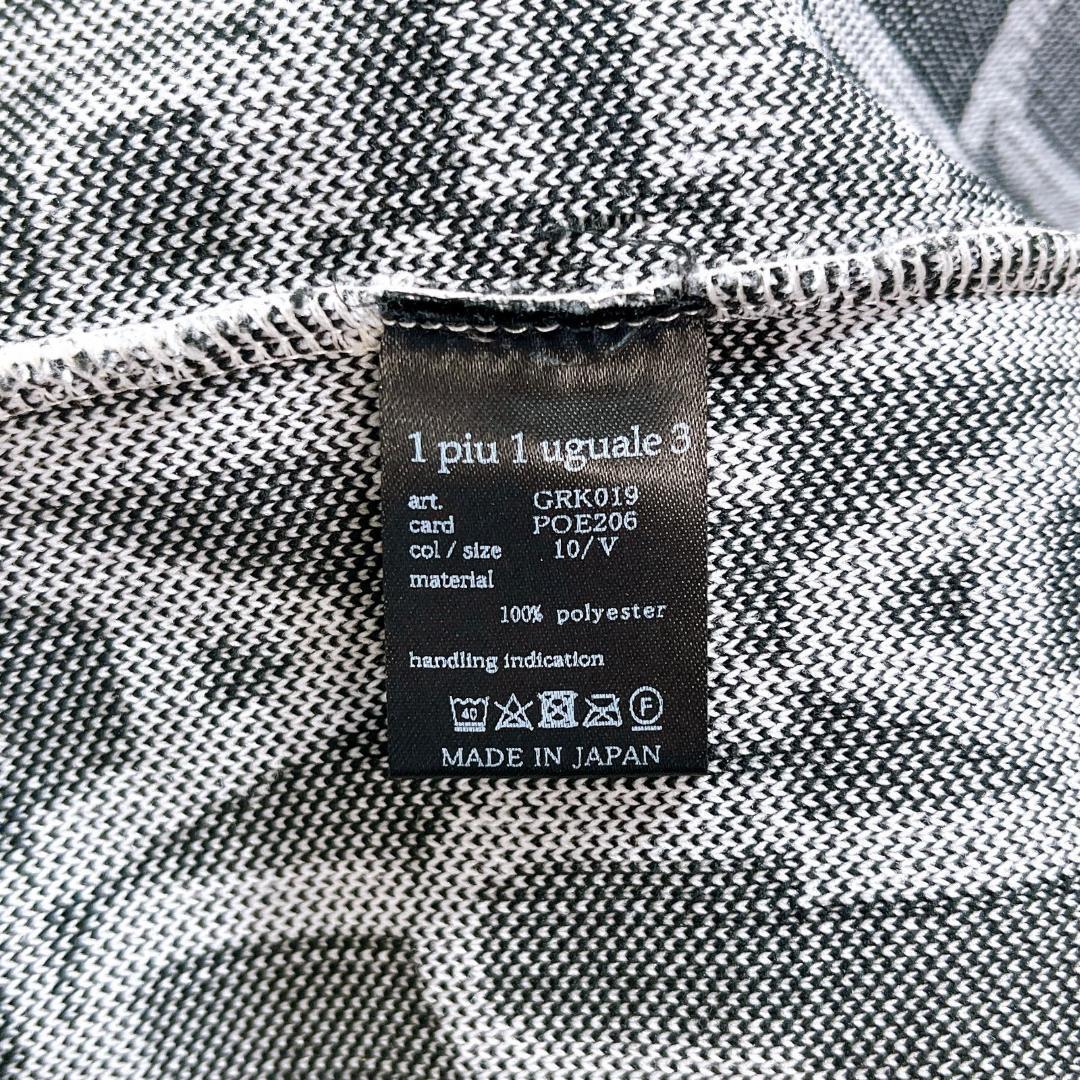 1 piu 1 uguale 3
art. GRK019
card POE206
col / size 10/V
material
100% polyester
handling indication
40 F
MADE IN JAPAN